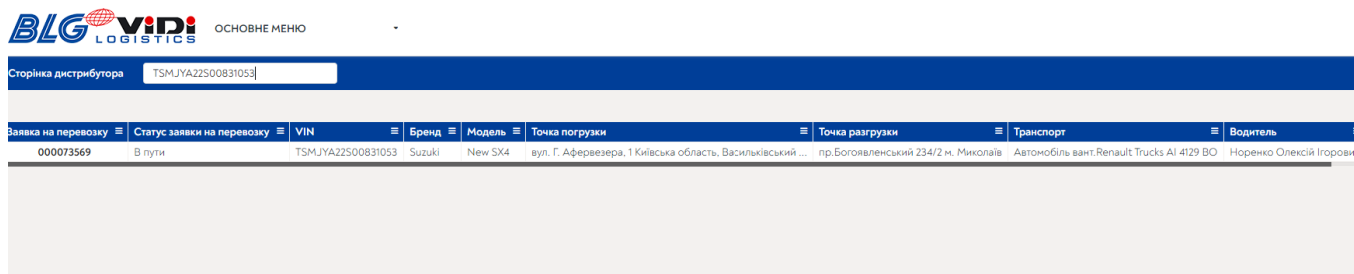 BLG ViDi
LOGISTICS
ОСНОВНЕ МЕНЮ
Сторінка дистрибутора TSMJYA22S00831053
Заявка на перевозку Статус заявки на перевозку VIN Бренд Модель Точка погрузки Точка разгрузки Транспорт Водитель
000073569 В пути TSMJYA22S00831053 Suzuki New SX4 вул. Г. Афервезера, 1 Київська область, Васильківський ... пр.Богоявленський 234/2 м. Миколаїв Автомобіль вант.Renault Trucks AI 4129 BO Норенко Олексій Ігорови